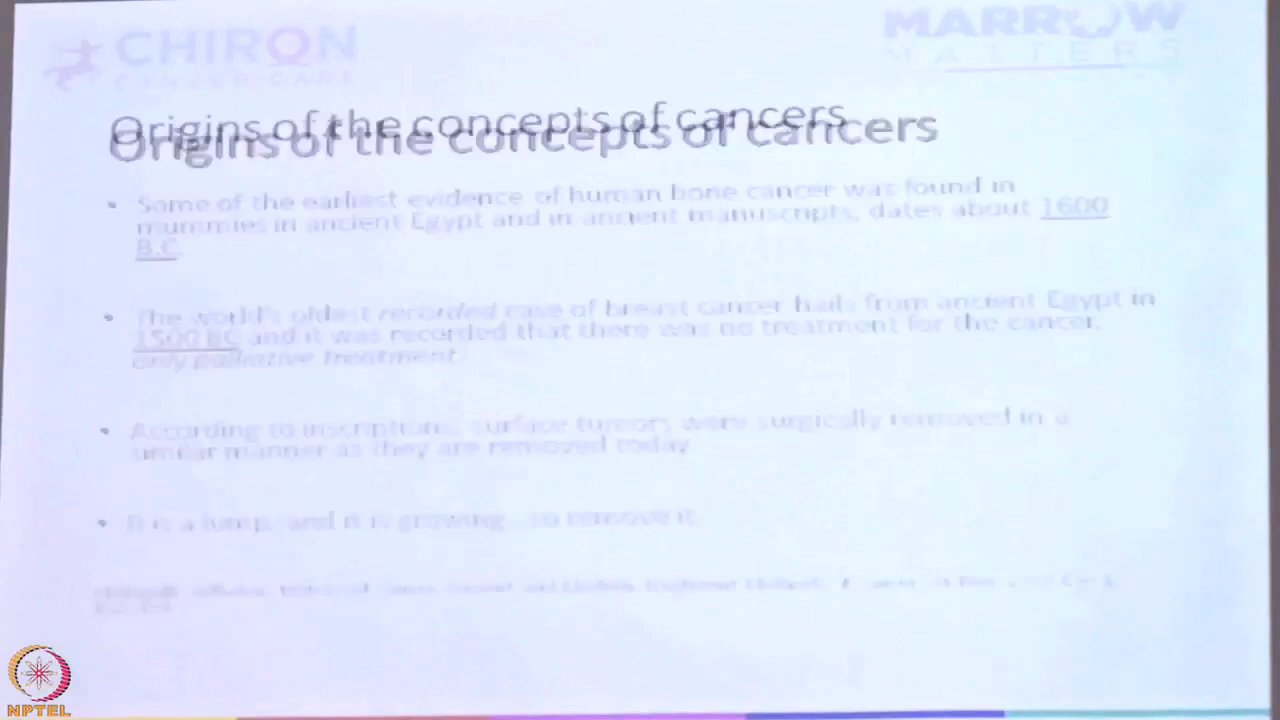 CHIRON
CANCER CARE
MARROW
MATTERS
Origins of the concepts of cancers
Origins of the concepts of cancers
• Some of the earliest evidence of human bone cancer was found in
mummies in ancient Egypt and in ancient manuscripts, dates about 1600
B.C.
• The world's oldest recorded case of breast cancer hails from ancient Egypt in
1500 BC and it was recorded that there was no treatment for the cancer,
only palliative treatment.
• According to inscriptions, surface tumors were surgically removed in a
similar manner as they are removed today.
• It is a lump, and it is growing...so remove it.
NPTEL